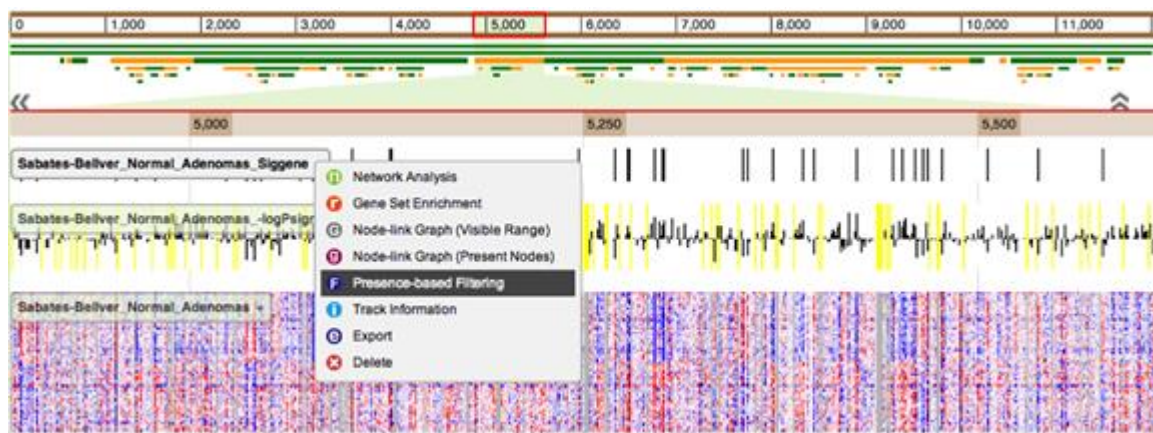 0 1,000 2,000 3,000 4,000 5,000 6,000 7,000 8,000 9,000 10,000 11,000
5,000 5,250 5,500
Sabates-Bellver_Normal_Adenomas_Siggene
Network Analysis
Gene Set Enrichment
Sabates-Bellver_Normal_Adenomas_-logPsign
Node-link Graph (Visible Range)
Node-link Graph (Present Nodes)
F Presence-based Filtering
Sabates-Bellver_Normal_Adenomas
Track Information
Export
Delete